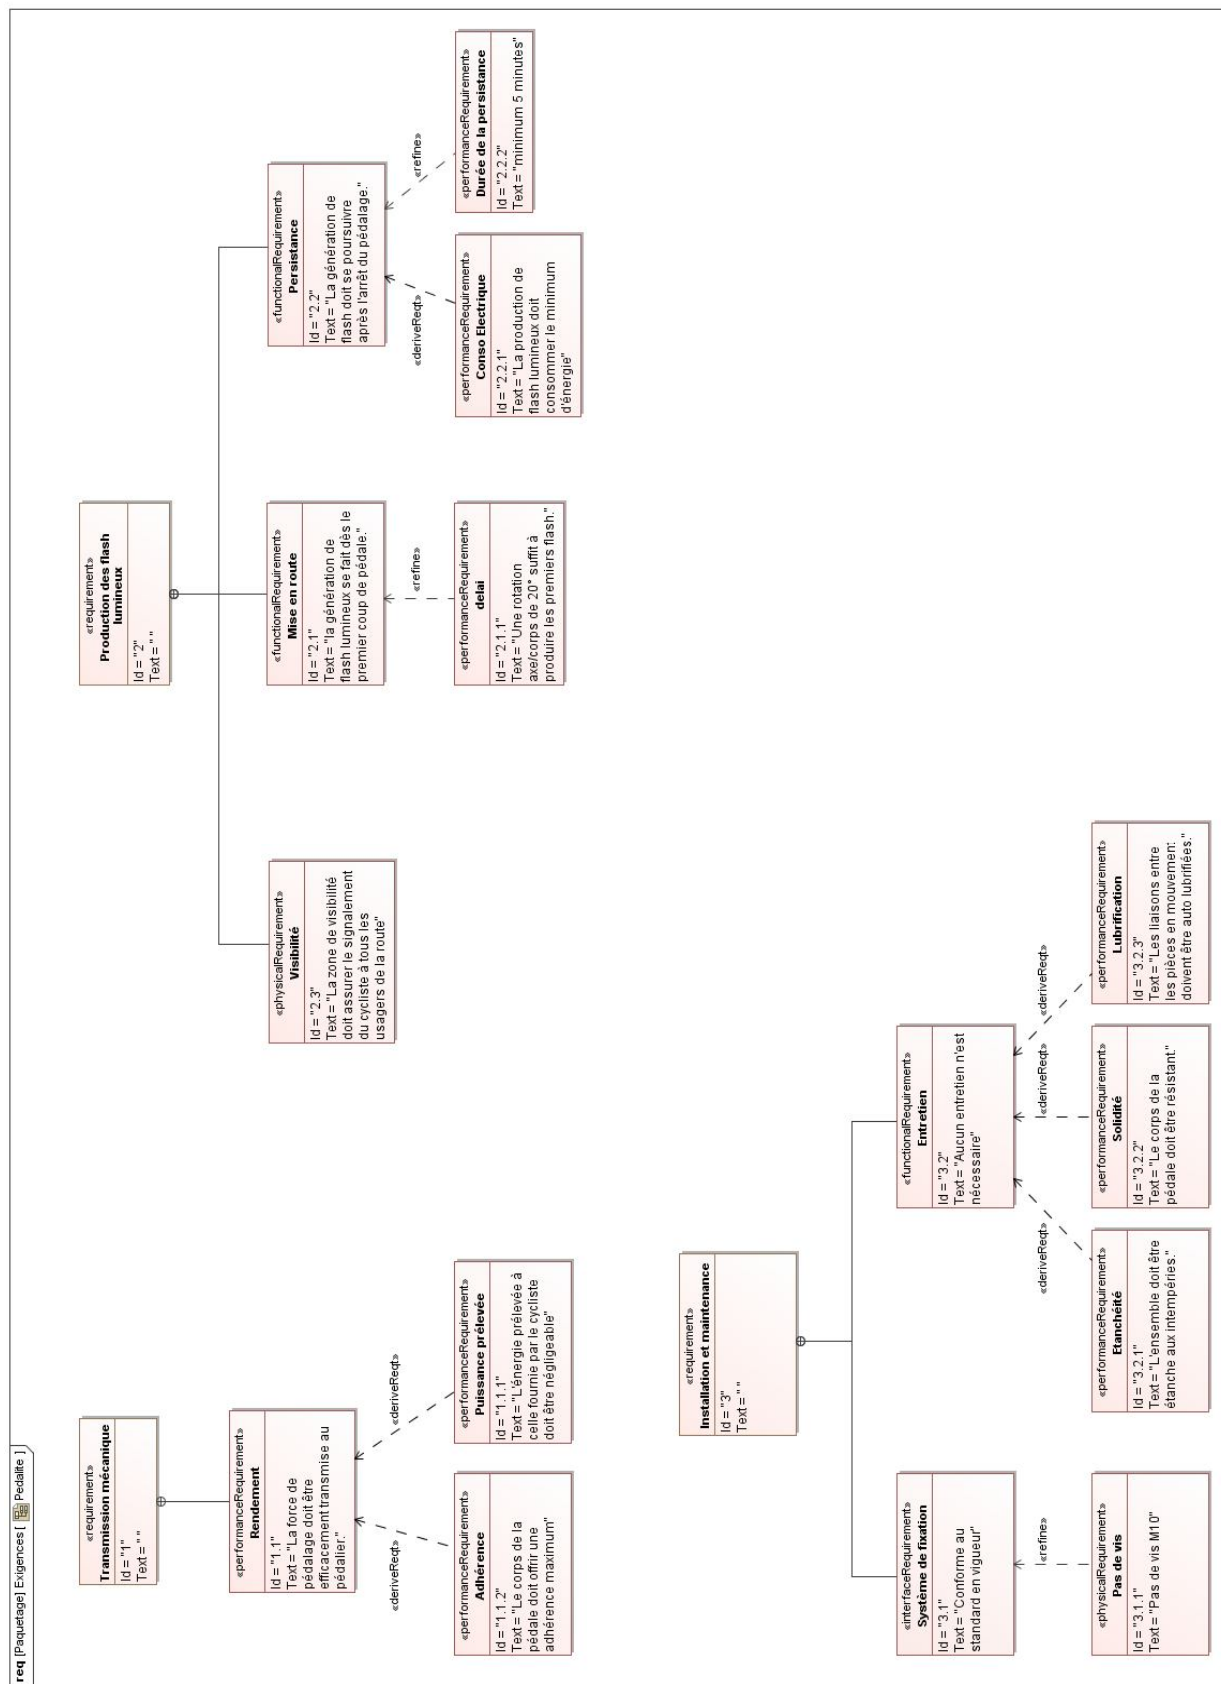 req [Paquetage] Exigences [ Pedalite ]
«requirement»
Transmission mécanique
Id = "1"
Text = " "
«performanceRequirement»
Rendement
Id = "1.1"
Text = "La force de
pédalage doit être
efficacement transmise au
pédalier."
«deriveReqt»
«deriveReqt»
«performanceRequirement»
Adhérence
Id = "1.1.2"
Text = "Le corps de la
pédale doit offrir une
adhérence maximum"
«performanceRequirement»
Puissance prélevée
Id = "1.1.1"
Text = "L'énergie prélevée à
celle fournie par le cycliste
doit être négligeable"
«requirement»
Production des flash
lumineux
Id = "2"
Text = " "
«physicalRequirement»
Visibilité
Id = "2.3"
Text = "La zone de visibilité
doit assurer le signalement
du cycliste à tous les
usagers de la route"
«functionalRequirement»
Mise en route
Id = "2.1"
Text = "la génération de
flash lumineux se fait dès le
premier coup de pédale."
«refine»
«performanceRequirement»
delai
Id = "2.1.1"
Text = "Une rotation
axe/corps de 20° suffit à
produire les premiers flash."
«functionalRequirement»
Persistance
Id = "2.2"
Text = "La génération de
flash doit se poursuivre
après l'arrêt du pédalage."
«deriveReqt»
«refine»
«performanceRequirement»
Conso Electrique
Id = "2.2.1"
Text = "La production de
flash lumineux doit
consommer le minimum
d'énergie"
«performanceRequirement»
Durée de la persistance
Id = "2.2.2"
Text = "minimum 5 minutes"
«requirement»
Installation et maintenance
Id = "3"
Text = " "
«interfaceRequirement»
Système de fixation
Id = "3.1"
Text = "Conforme au
standard en vigueur"
«refine»
«physicalRequirement»
Pas de vis
Id = "3.1.1"
Text = "Pas de vis M10"
«functionalRequirement»
Entretien
Id = "3.2"
Text = "Aucun entretien n'est
nécessaire"
«deriveReqt»
«deriveReqt»
«deriveReqt»
«performanceRequirement»
Etanchéité
Id = "3.2.1"
Text = "L'ensemble doit être
étanche aux intempéries."
«performanceRequirement»
Solidité
Id = "3.2.2"
Text = "Le corps de la
pédale doit être résistant."
«performanceRequirement»
Lubrification
Id = "3.2.3"
Text = "Les liaisons entre
les pièces en mouvement
doivent être auto lubrifiées."